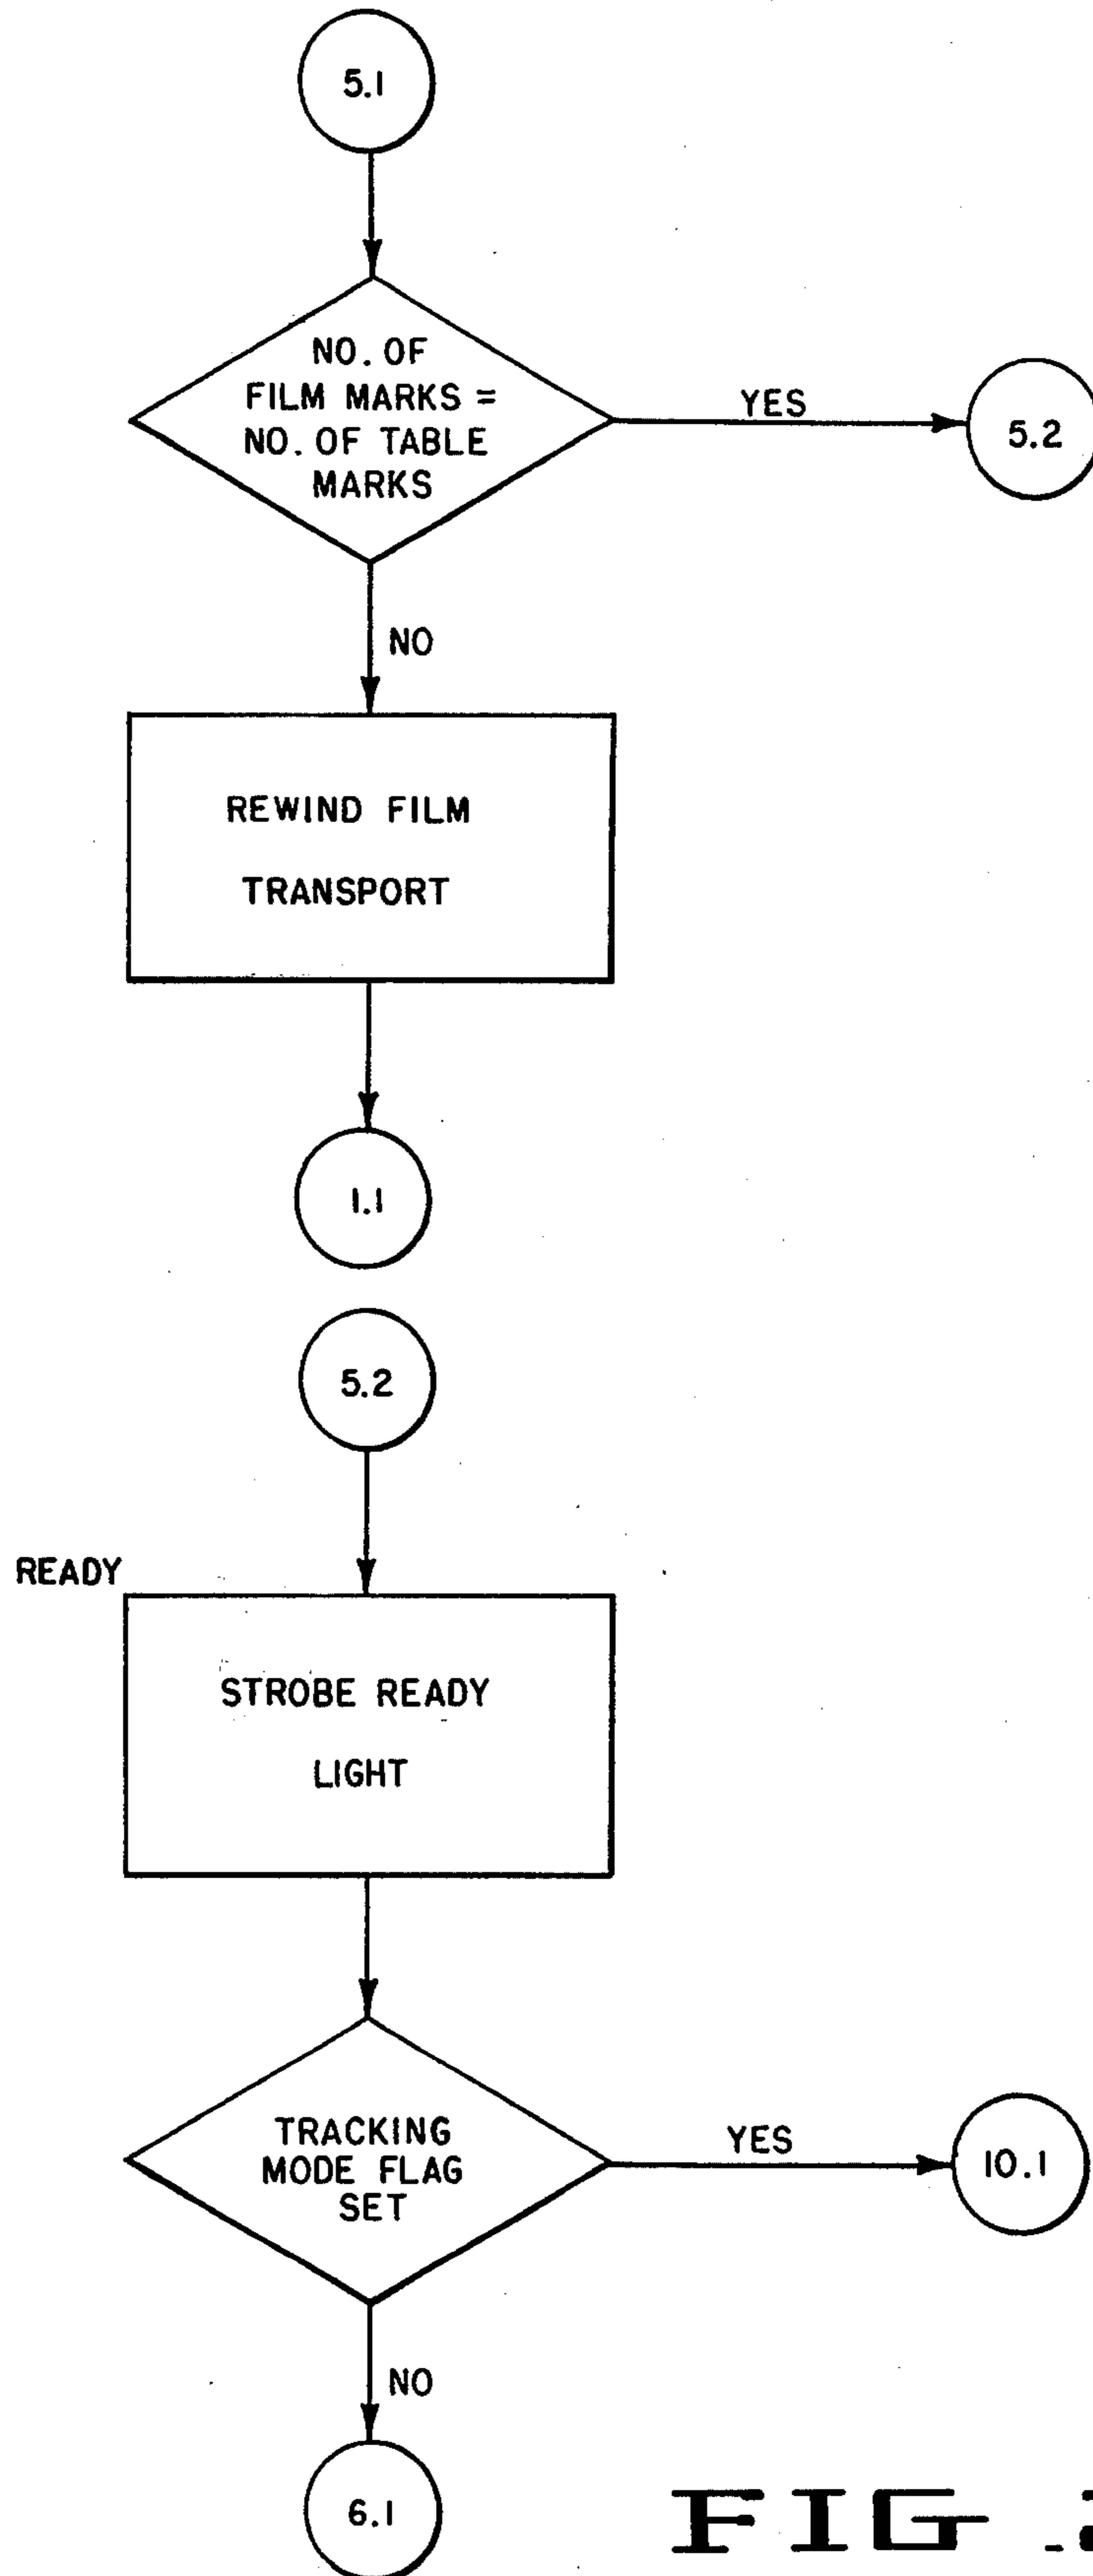 5.1
NO. OF
FILM MARKS =
NO. OF TABLE
MARKS
YES
5.2
NO
REWIND FILM
TRANSPORT
1.1
5.2
READY
STROBE READY
LIGHT
TRACKING
MODE FLAG
SET
YES
10.1
NO
6.1
FIG.